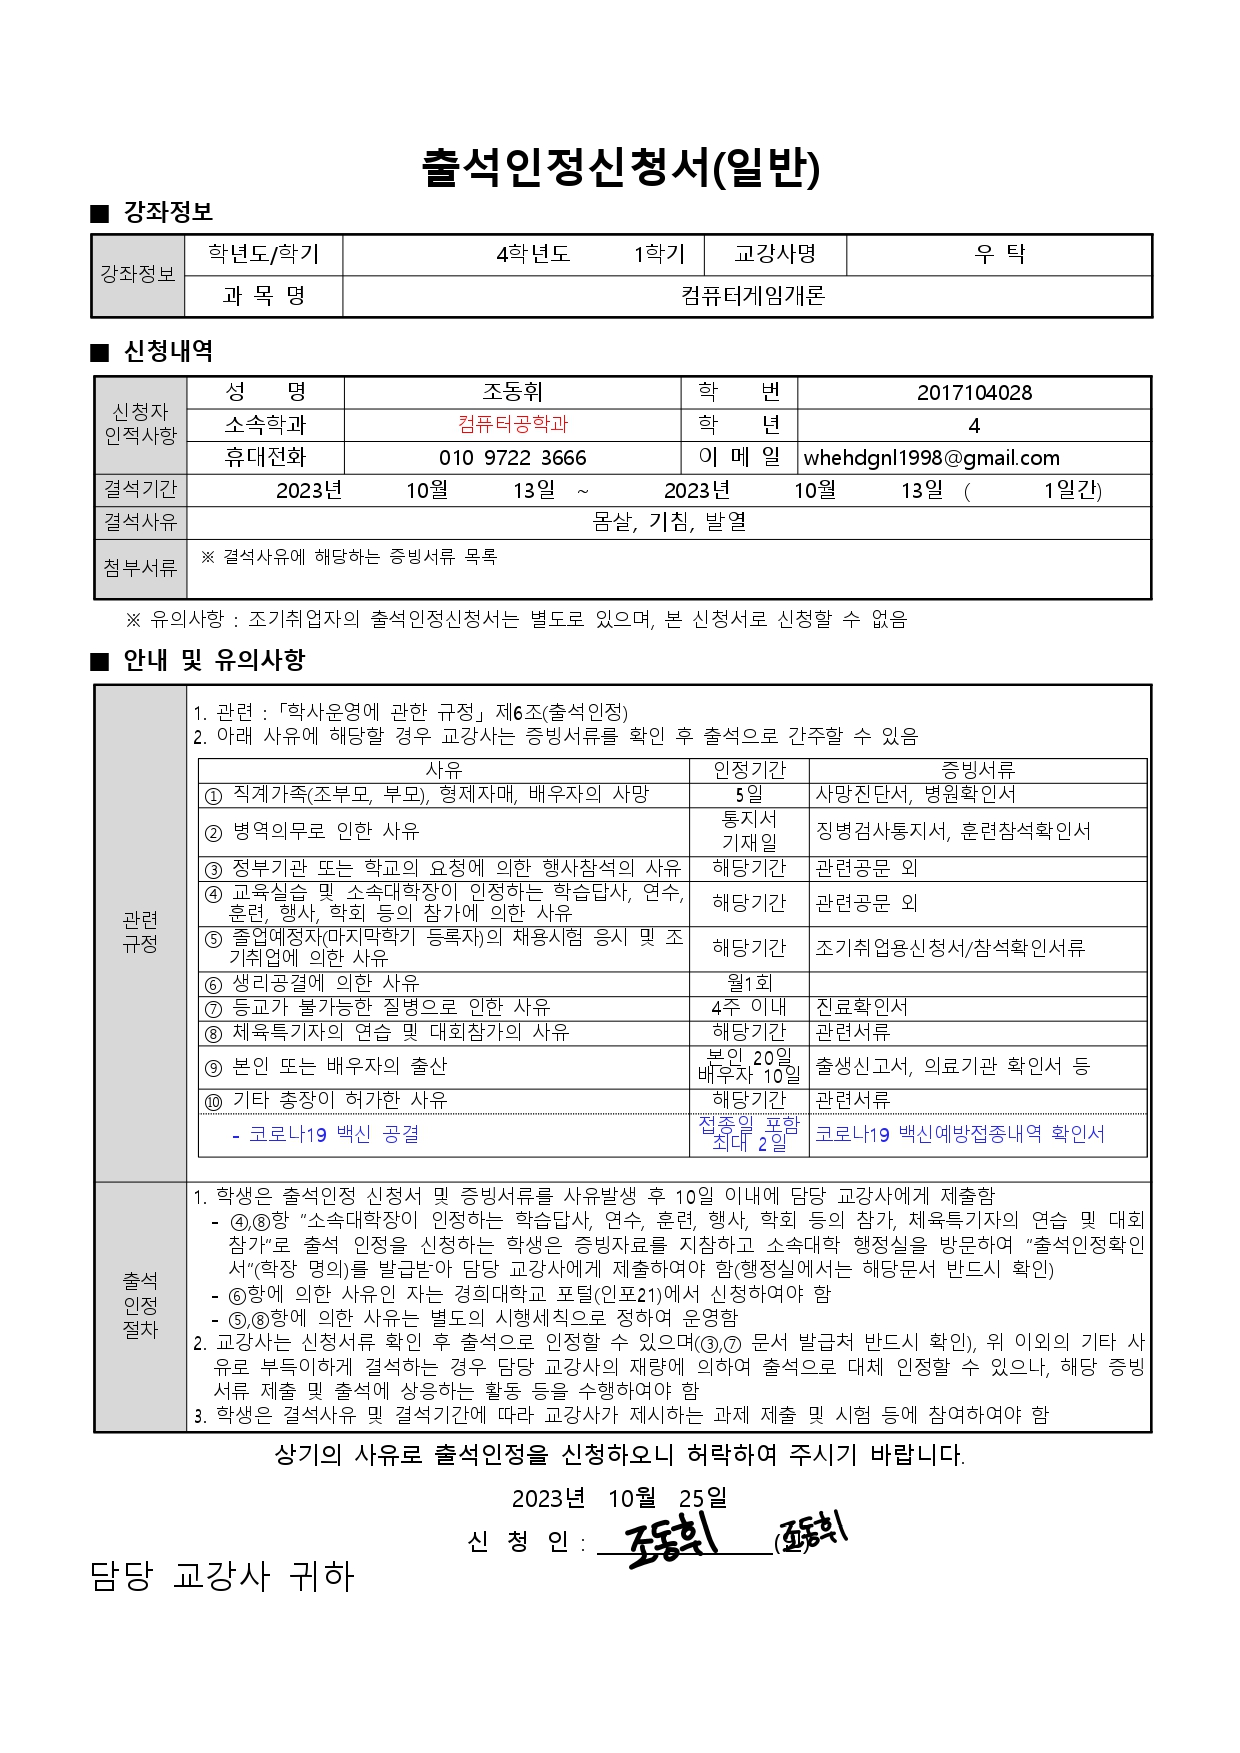 출석인정신청서(일반)
■ 강좌정보
강좌정보 학년도/학기 4학년도 1학기 교강사명 우 탁
과 목 명 컴퓨터게임개론
■ 신청내역
신청자 인적사항 성 명 조동휘 학 번 2017104028
소속학과 컴퓨터공학과 학 년 4
휴대전화 010 9722 3666 이 메 일 whehdgnl1998@gmail.com
결석기간 2023년 10월 13일 ~ 2023년 10월 13일 ( 1일간)
결석사유 몸살, 기침, 발열
첨부서류 ※ 결석사유에 해당하는 증빙서류 목록
※ 유의사항 : 조기취업자의 출석인정신청서는 별도로 있으며, 본 신청서로 신청할 수 없음
■ 안내 및 유의사항
관련 규정
1. 관련 :「학사운영에 관한 규정」제6조(출석인정)
2. 아래 사유에 해당할 경우 교강사는 증빙서류를 확인 후 출석으로 간주할 수 있음
사유 인정기간 증빙서류
① 직계가족(조부모, 부모), 형제자매, 배우자의 사망 5일 사망진단서, 병원확인서
② 병역의무로 인한 사유 통지서 기재일 징병검사통지서, 훈련참석확인서
③ 정부기관 또는 학교의 요청에 의한 행사참석의 사유 해당기간 관련공문 외
④ 교육실습 및 소속대학장이 인정하는 학습답사, 연수,
훈련, 행사, 학회 등의 참가에 의한 사유 해당기간 관련공문 외
⑤ 졸업예정자(마지막학기 등록자)의 채용시험 응시 및 조
기취업에 의한 사유 해당기간 조기취업용신청서/참석확인서류
⑥ 생리공결에 의한 사유 월1회
⑦ 등교가 불가능한 질병으로 인한 사유 4주 이내 진료확인서
⑧ 체육특기자의 연습 및 대회참가의 사유 해당기간 관련서류
⑨ 본인 또는 배우자의 출산 본인 20일 배우자 10일 출생신고서, 의료기관 확인서 등
⑩ 기타 총장이 허가한 사유 해당기간 관련서류
- 코로나19 백신 공결 접종일 포함 최대 2일 코로나19 백신예방접종내역 확인서
출석 인정 절차
1. 학생은 출석인정 신청서 및 증빙서류를 사유발생 후 10일 이내에 담당 교강사에게 제출함
- ④,⑧항 "소속대학장이 인정하는 학습답사, 연수, 훈련, 행사, 학회 등의 참가, 체육특기자의 연습 및 대회
참가"로 출석 인정을 신청하는 학생은 증빙자료를 지참하고 소속대학 행정실을 방문하여 "출석인정확인
서"(학장 명의)를 발급받아 담당 교강사에게 제출하여야 함(행정실에서는 해당문서 반드시 확인)
- ⑥항에 의한 사유인 자는 경희대학교 포털(인포21)에서 신청하여야 함
- ⑤,⑧항에 의한 사유는 별도의 시행세칙으로 정하여 운영함
2. 교강사는 신청서류 확인 후 출석으로 인정할 수 있으며(③,⑦ 문서 발급처 반드시 확인), 위 이외의 기타 사
유로 부득이하게 결석하는 경우 담당 교강사의 재량에 의하여 출석으로 대체 인정할 수 있으나, 해당 증빙
서류 제출 및 출석에 상응하는 활동 등을 수행하여야 함
3. 학생은 결석사유 및 결석기간에 따라 교강사가 제시하는 과제 제출 및 시험 등에 참여하여야 함
상기의 사유로 출석인정을 신청하오니 허락하여 주시기 바랍니다.
2023년 10월 25일
신 청 인 : 조동휘 (인) 조동휘
담당 교강사 귀하